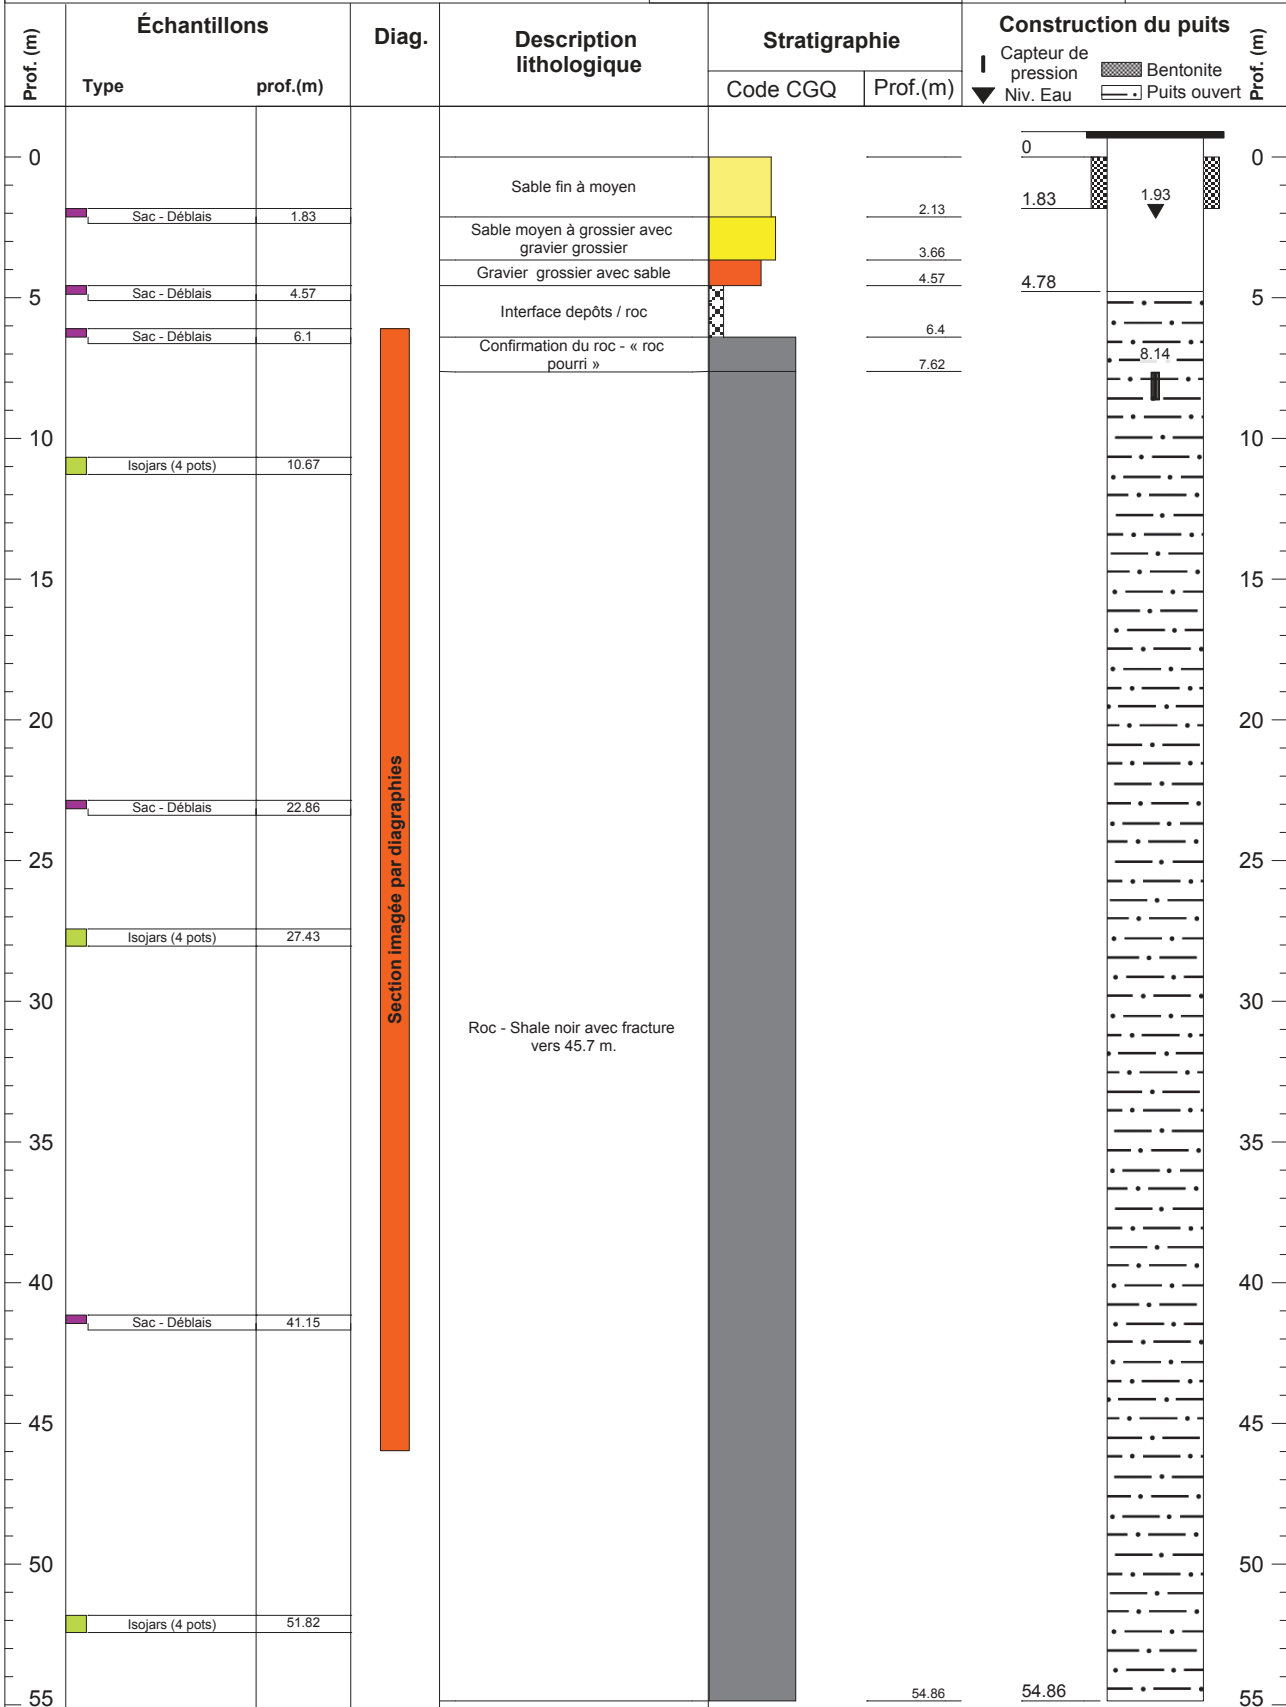 Prof. (m)
Échantillons
Type
prof.(m)
Diag.
Description
lithologique
Stratigraphie
Code CGQ
Prof.(m)
Construction du puits
Capteur de
pression
Niv. Eau
Bentonite
Puits ouvert
Prof. (m)
0
5
10
15
20
25
30
35
40
45
50
55
Sac - Déblais 1.83
Sac - Déblais 4.57
Sac - Déblais 6.1
Isojars (4 pots) 10.67
Sac - Déblais 22.86
Isojars (4 pots) 27.43
Sac - Déblais 41.15
Isojars (4 pots) 51.82
Section imagée par diagraphies
Sable fin à moyen
2.13
Sable moyen à grossier avec
gravier grossier
3.66
Gravier grossier avec sable
4.57
Interface depôts / roc
6.4
Confirmation du roc - « roc
pourri »
7.62
Roc - Shale noir avec fracture
vers 45.7 m.
54.86
0
1.83
4.78
54.86
1.93
8.14
0
5
10
15
20
25
30
35
40
45
50
55